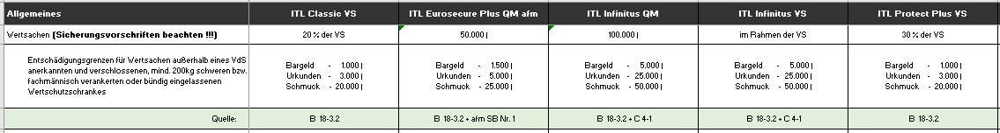 Allgemeines ITL Classic VS ITL Eurosecure Plus QM afm ITL Infinitus QM ITL Infinitus VS ITL Protect Plus VS
Wertsachen (Sicherungsvorschriften beachten !!!) 20 % der VS 50.000 | 100.000 | im Rahmen der VS 30 % der VS
Entschädigungsgrenzen für Wertsachen außerhalb eines VdS
anerkannten und verschlossenen, mind. 200kg schweren bzw.
fachmännisch verankerten oder bündig eingelassenen
Wertschutzschrankes
Bargeld - 1.000 |
Urkunden - 3.000 |
Schmuck - 20.000 |
Bargeld - 1.500 |
Urkunden - 5.000 |
Schmuck - 25.000 |
Bargeld - 5.000 |
Urkunden - 25.000 |
Schmuck - 50.000 |
Bargeld - 5.000 |
Urkunden - 25.000 |
Schmuck - 50.000 |
Bargeld - 1.000 |
Urkunden - 3.000 |
Schmuck - 20.000 |
Quelle: B 18-3.2 B 18-3.2 + afm SB Nr. 1 B 18-3.2 + C 4-1 B 18-3.2 + C 4-1 B 18-3.2